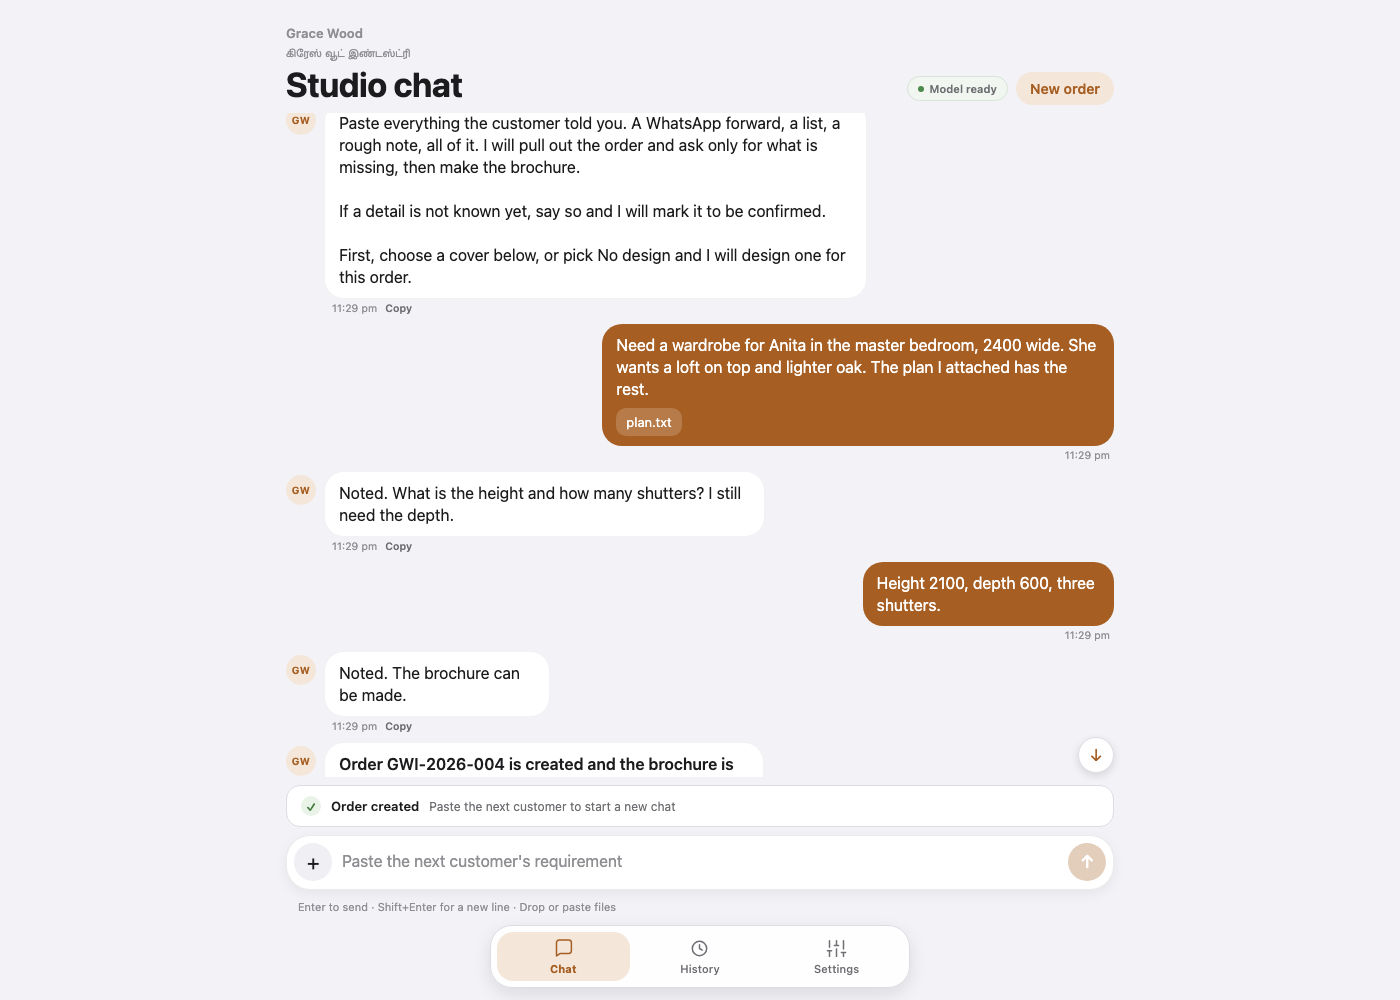 Grace Wood
கிரேஸ் வூட் இண்டஸ்ட்ரி
Studio chat
Model ready
New order
GW
Paste everything the customer told you. A WhatsApp forward, a list, a
rough note, all of it. I will pull out the order and ask only for what is
missing, then make the brochure.
If a detail is not known yet, say so and I will mark it to be confirmed.
First, choose a cover below, or pick No design and I will design one for
this order.
11:29 pm Copy
Need a wardrobe for Anita in the master bedroom, 2400 wide. She
wants a loft on top and lighter oak. The plan I attached has the
rest.
plan.txt
11:29 pm
GW
Noted. What is the height and how many shutters? I still
need the depth.
11:29 pm Copy
Height 2100, depth 600, three
shutters.
11:29 pm
GW
Noted. The brochure can
be made.
11:29 pm Copy
GW
Order GWI-2026-004 is created and the brochure is
Order created Paste the next customer to start a new chat
Paste the next customer's requirement
Enter to send · Shift+Enter for a new line · Drop or paste files
Chat
History
Settings